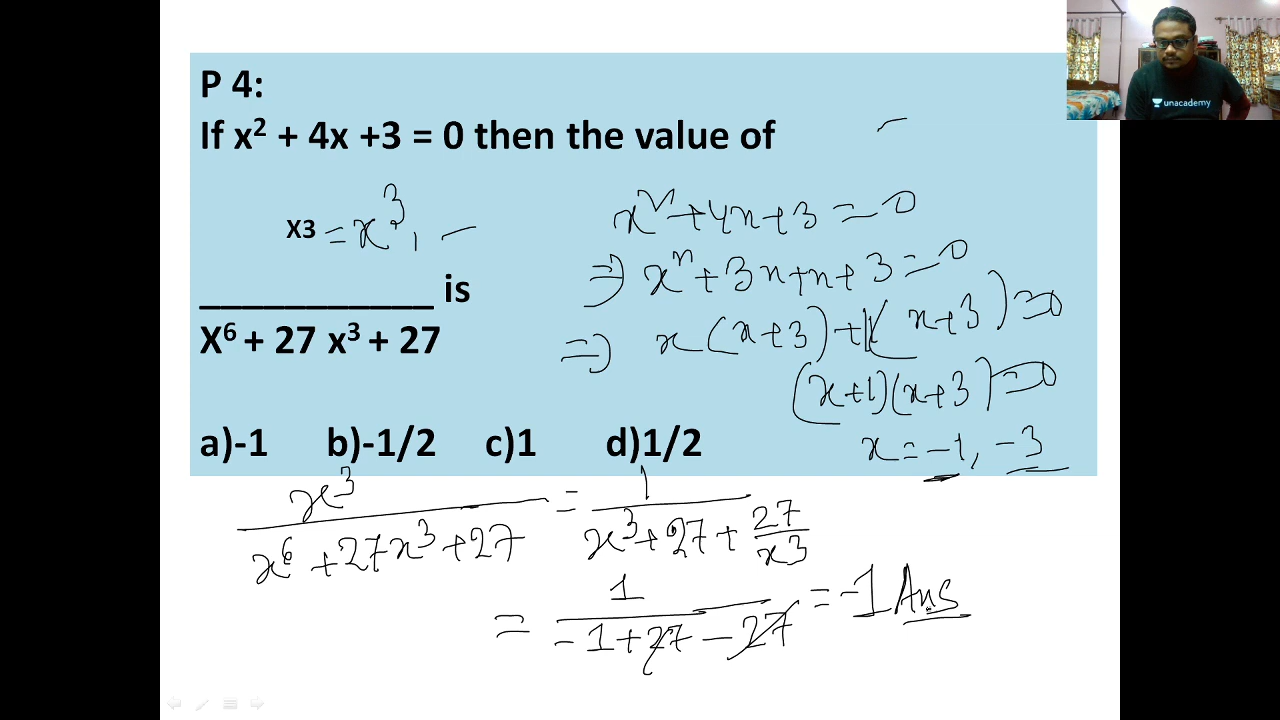 P 4:
If x² + 4x +3 = 0 then the value of
X3 = x³, –
x² + 4x + 3 = 0
⇒ x² + 3x + x + 3 = 0
____________ is
X⁶ + 27 x³ + 27
⇒ x(x+3) + 1(x+3) = 0
(x+1)(x+3) = 0
x = -1, -3
a)-1 b)-1/2 c)1 d)1/2
x³ / x⁶ + 27x³ + 27 = 1 / x³ + 27 + 27/x³
= 1 / -1 + 27 - 27 = -1 Ans
unacademy